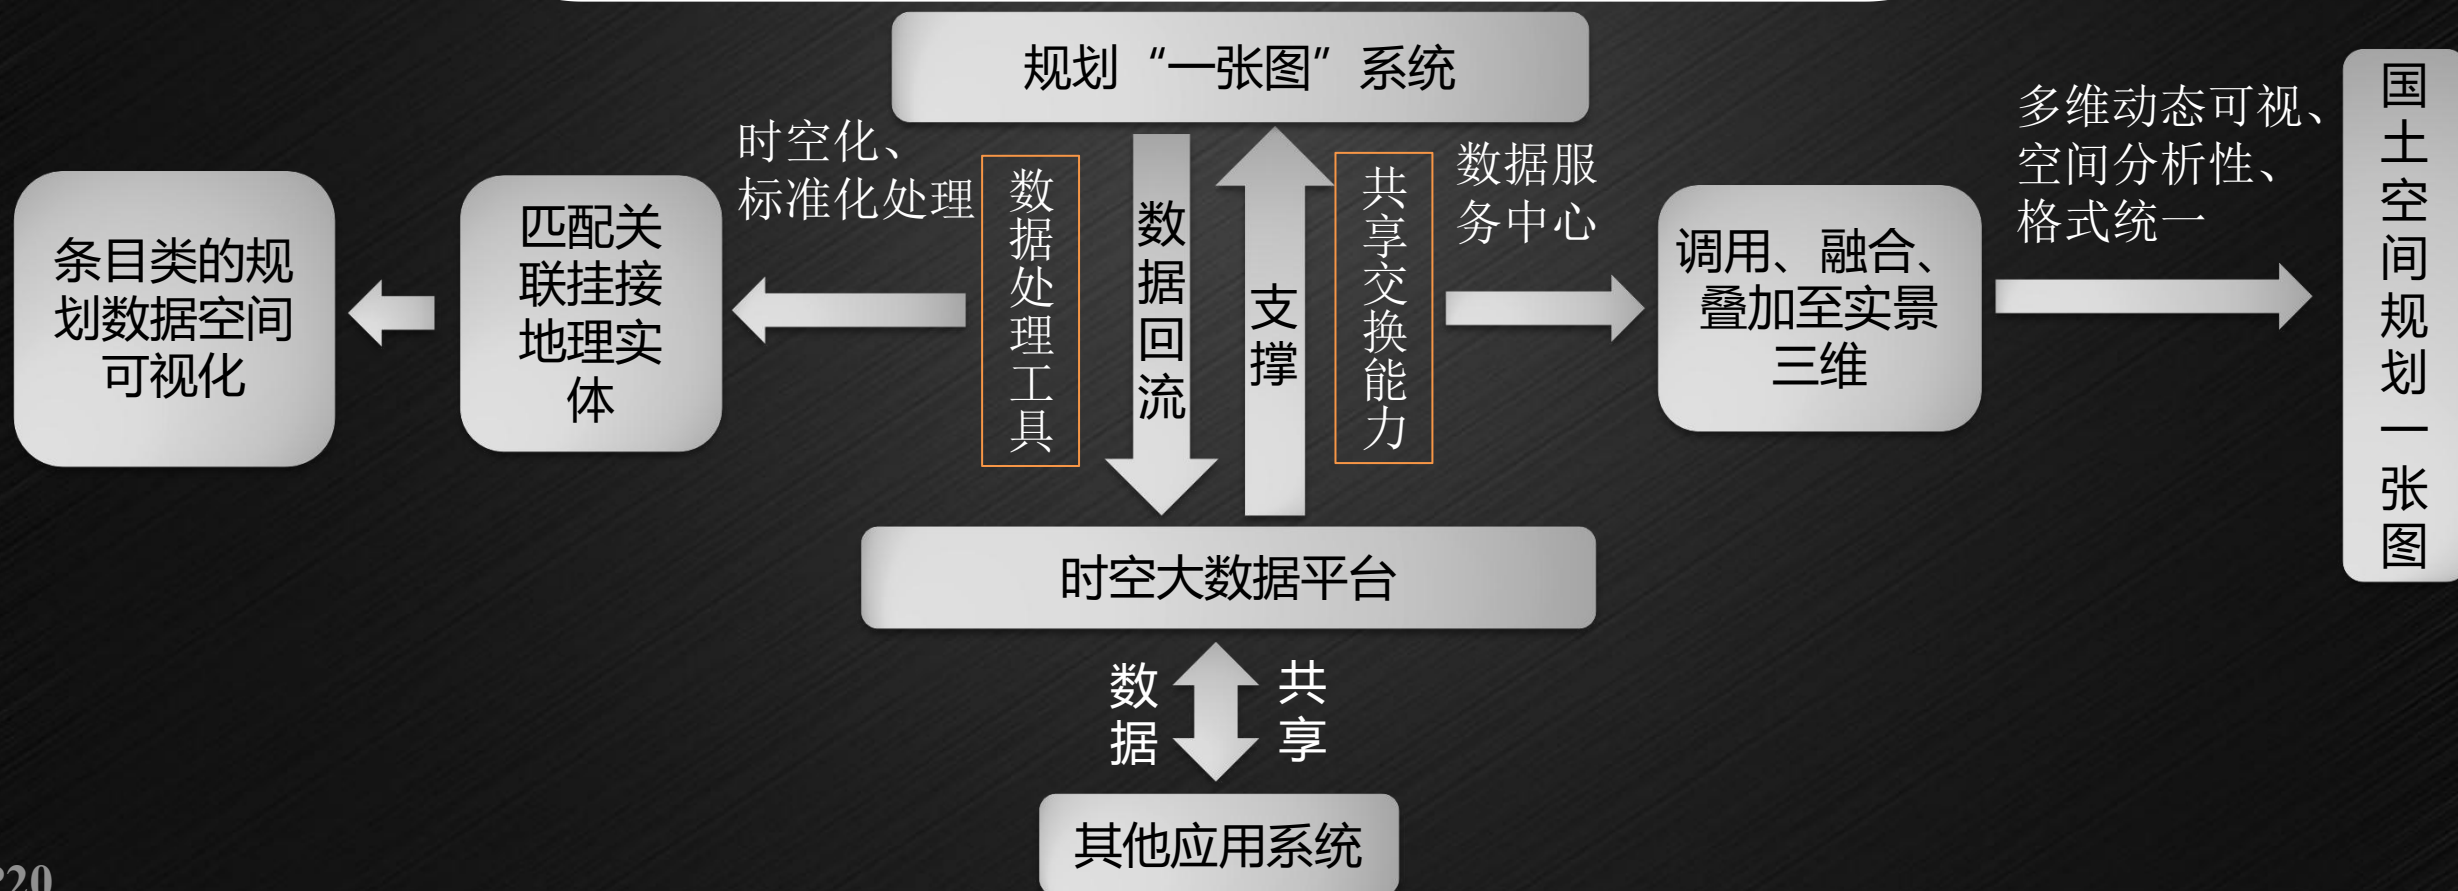 规划“一张图”系统
条目类的规
划数据空间
可视化
匹配关
联挂接
地理实
体
时空化、
标准化处理
数据处理工具
数据回流
支撑
共享交换能力
数据服
务中心
调用、融合、
叠加至实景
三维
多维动态可视、
空间分析性、
格式统一
国土空间规划一张图
时空大数据平台
数据
共享
其他应用系统